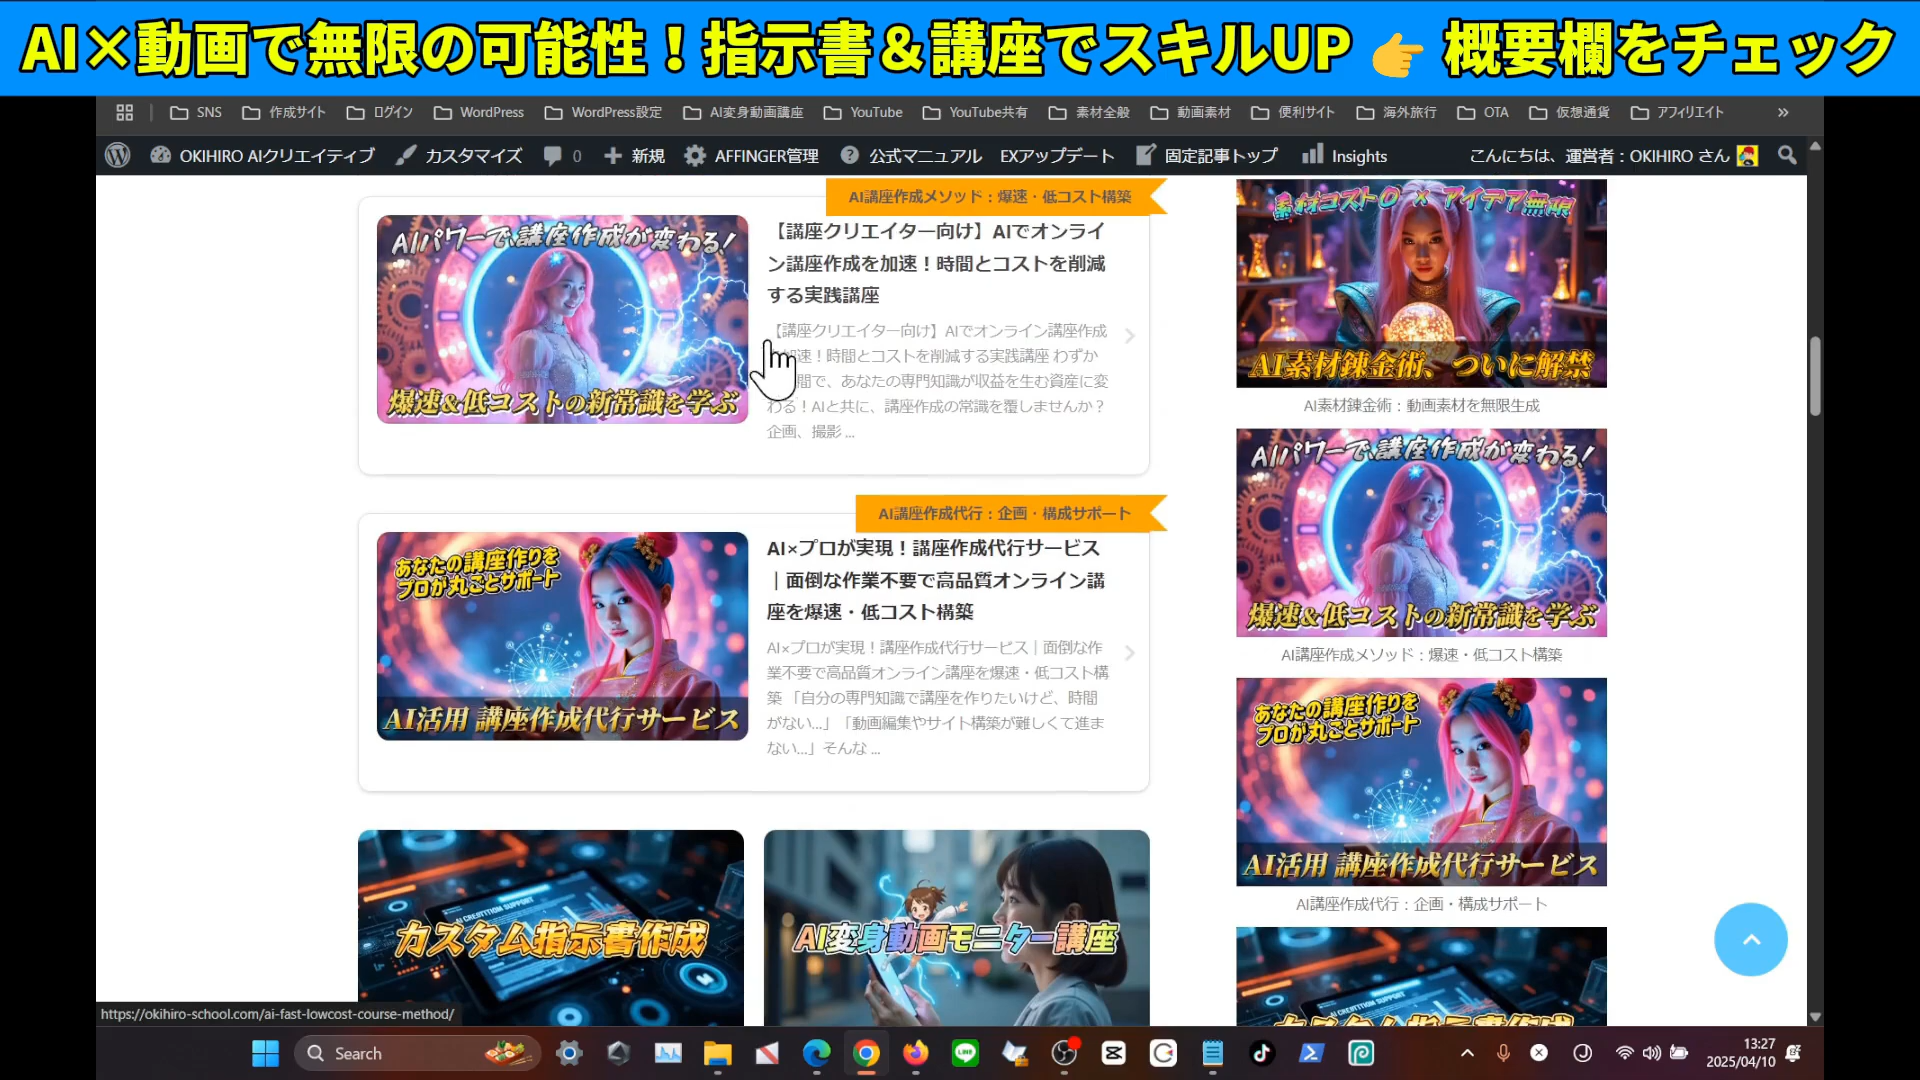 AI×動画で無限の可能性！指示書＆講座でスキルUP 👉 概要欄をチェック
SNS 作成サイト ログイン WordPress WordPress設定 AI変身動画講座 YouTube YouTube共有 素材全般 動画素材 便利サイト 海外旅行 OTA 仮想通貨 アフィリエイト »
OKIHIRO AIクリエイティブ カスタマイズ 0 新規 AFFINGER管理 公式マニュアル EXアップデート 固定記事トップ Insights こんにちは、運営者：OKIHIRO さん
AI講座作成メソッド：爆速・低コスト構築
AIパワーで、講座作成が変わる！
爆速&低コストの新常識を学ぶ
【講座クリエイター向け】AIでオンライ
ン講座作成を加速！時間とコストを削減
する実践講座
【講座クリエイター向け】AIでオンライン講座作成
速！時間とコストを削減する実践講座 わずか
間で、あなたの専門知識が収益を生む資産に変
わる！AIと共に、講座作成の常識を覆しませんか？
企画、撮影 ...
AI講座作成代行：企画・構成サポート
あなたの講座作りを
プロが丸ごとサポート
AI活用 講座作成代行サービス
AI×プロが実現！講座作成代行サービス
｜面倒な作業不要で高品質オンライン講
座を爆速・低コスト構築
AI×プロが実現！講座作成代行サービス｜面倒な作
業不要で高品質オンライン講座を爆速・低コスト構
築 「自分の専門知識で講座を作りたいけど、時間
がない...」「動画編集やサイト構築が難しくて進ま
ない...」そんな ...
カスタム指示書作成
AI変身動画モニター講座
素材コスト0 × アイデア無限
AI素材錬金術、ついに解禁
AI素材錬金術：動画素材を無限生成
AIパワーで、講座作成が変わる！
爆速&低コストの新常識を学ぶ
AI講座作成メソッド：爆速・低コスト構築
あなたの講座作りを
プロが丸ごとサポート
AI活用 講座作成代行サービス
AI講座作成代行：企画・構成サポート
カスタム指示書作成
https://okihiro-school.com/ai-fast-lowcost-course-method/
Search
13:27
2025/04/10